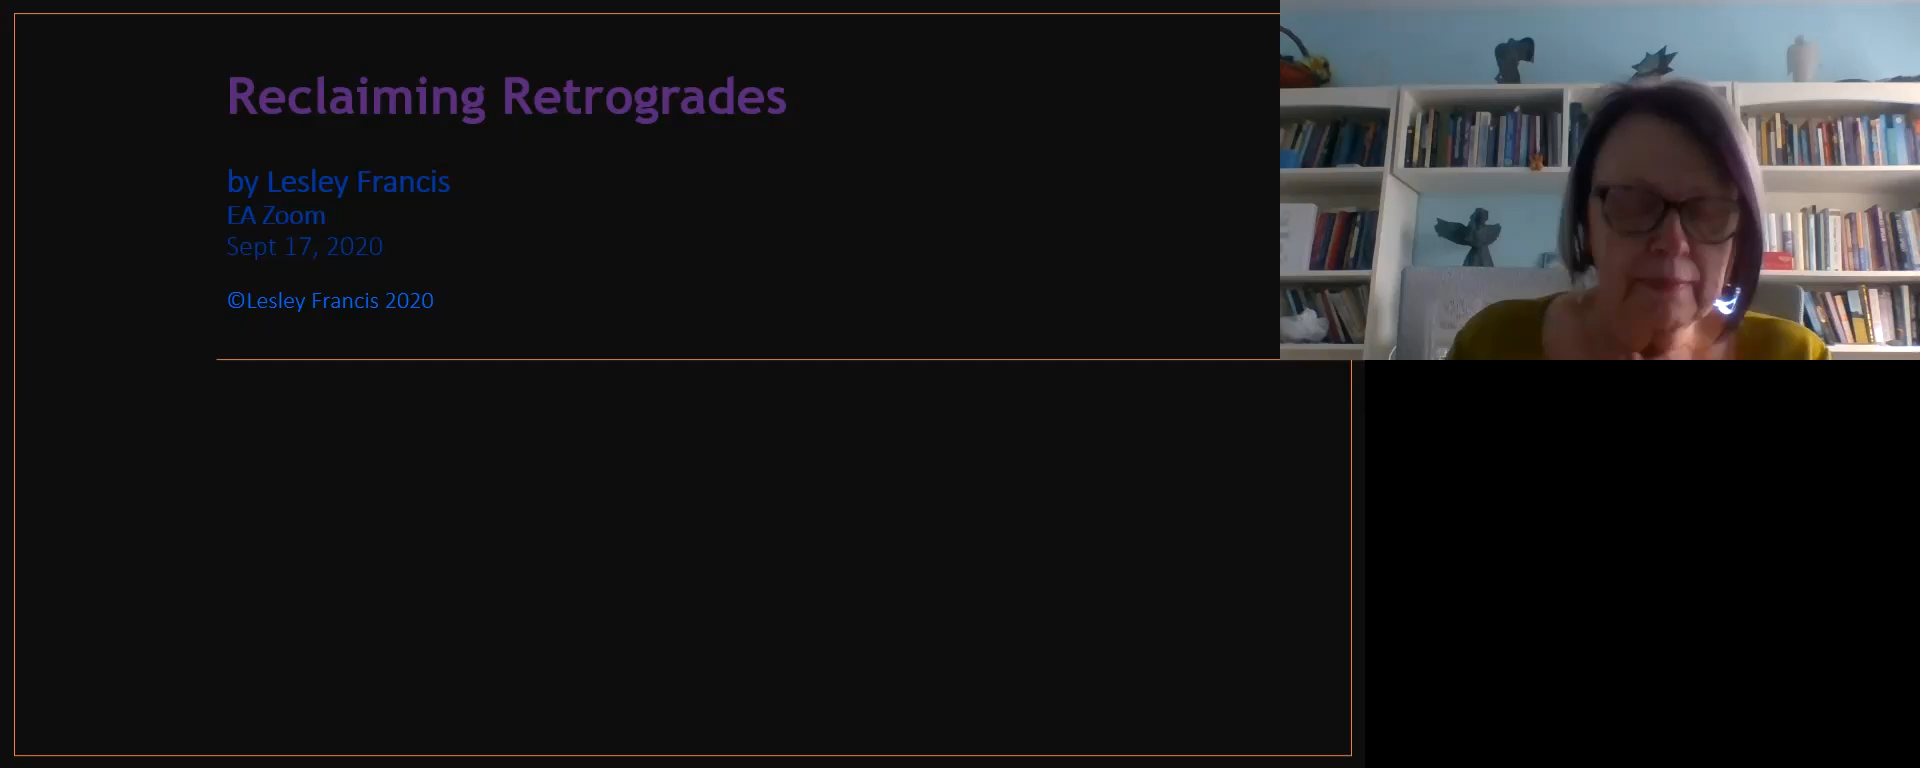 Reclaiming Retrogrades
by Lesley Francis
EA Zoom
Sept 17, 2020
©Lesley Francis 2020